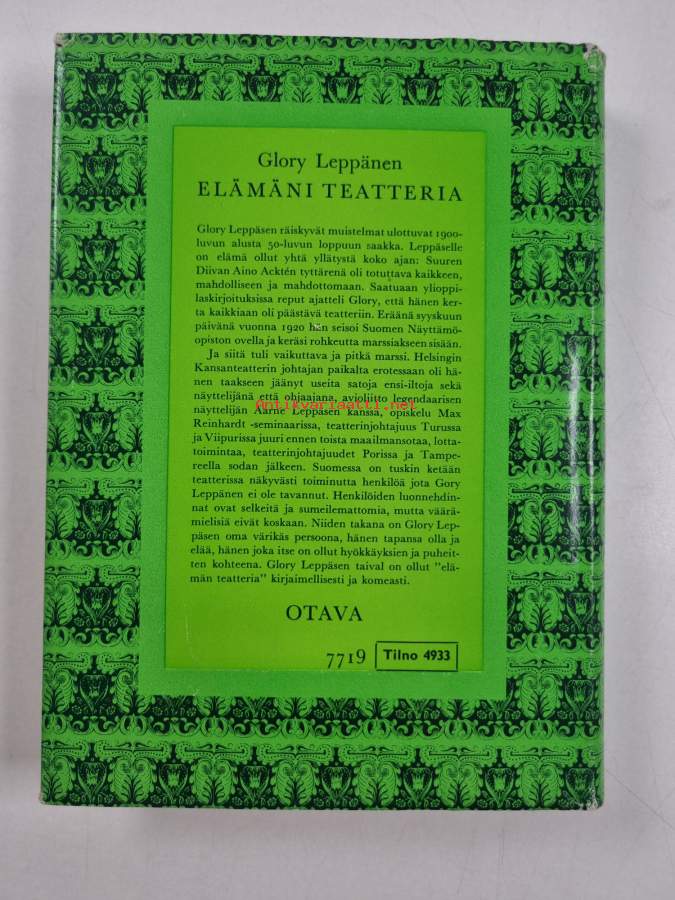 Glory Leppänen
ELÄMÄNI TEATTERIA
Glory Leppäsen räiskyvät muistelmat ulottuvat 1900-
luvun alusta 50-luvun loppuun saakka. Leppäselle
on elämä ollut yhtä yllätystä koko ajan: Suuren
Diivan Aino Acktén tyttärenä oli totuttava kaikkeen,
mahdolliseen ja mahdottomaan. Saatuaan ylioppi-
laskirjoituksissa reput ajatteli Glory, että hänen ker-
ta kaikkiaan oli päästävä teatteriin. Eräänä syyskuun
päivänä vuonna 1920 hän seisoi Suomen Näyttämö-
opiston ovella ja keräsi rohkeutta marssiakseen sisään.
Ja siitä tuli vaikuttava ja pitkä marssi. Helsingin
Kansanteatterin johtajan paikalta erotessaan oli hä-
nen taakseen jäänyt useita satoja ensi-iltoja sekä
näyttelijänä että ohjaajana, avioliitto legendaarisen
näyttelijän Aarne Leppäsen kanssa, opiskelu Max
Reinhardt -seminaarissa, teatterinjohtajuus Turussa
ja Viipurissa juuri ennen toista maailmansotaa, lotta-
toimintaa, teatterinjohtajuudet Porissa ja Tampe-
reella sodan jälkeen. Suomessa on tuskin ketään
teatterissa näkyvästi toiminutta henkilöä jota Gory
Leppänen ei ole tavannut. Henkilöiden luonnehdin-
nat ovat selkeitä ja sumeilemattomia, mutta väärä-
mielisiä eivät koskaan. Niiden takana on Glory Lep-
päsen oma värikäs persoona, hänen tapansa olla ja
elää, hänen joka itse on ollut hyökkäyksien ja puheit-
ten kohteena. Glory Leppäsen taival on ollut "elä-
män teatteria" kirjaimellisesti ja komeasti.
OTAVA
7719 Tilno 4933
Antikvariaatti.net